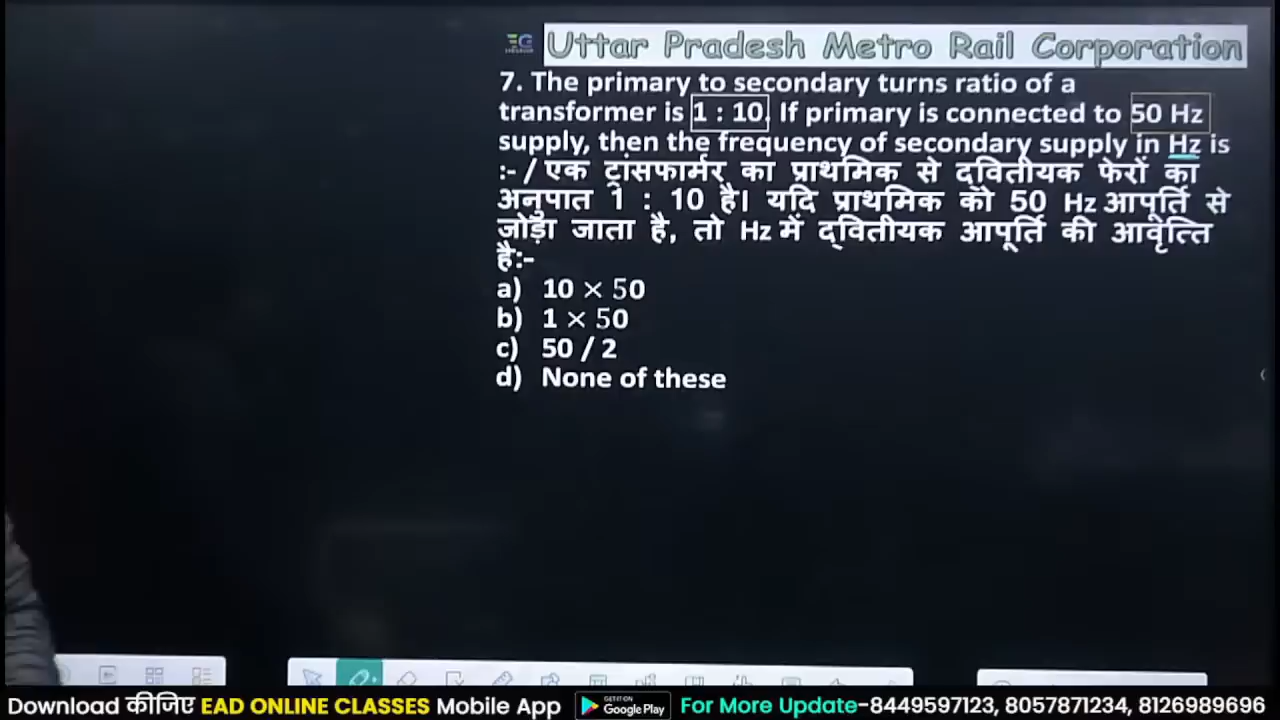 Uttar Pradesh Metro Rail Corporation
7. The primary to secondary turns ratio of a
transformer is 1 : 10. If primary is connected to 50 Hz
supply, then the frequency of secondary supply in Hz is
:- / एक ट्रांसफार्मर का प्राथमिक से द्वितीयक फेरों का
अनुपात 1 : 10 है। यदि प्राथमिक को 50 Hz आपूर्ति से
जोड़ा जाता है, तो Hz में द्वितीयक आपूर्ति की आवृत्ति
है:-
a) 10 × 50
b) 1 × 50
c) 50 / 2
d) None of these
Download कीजिए EAD ONLINE CLASSES Mobile App GET IT ON Google Play For More Update-8449597123, 8057871234, 8126989696